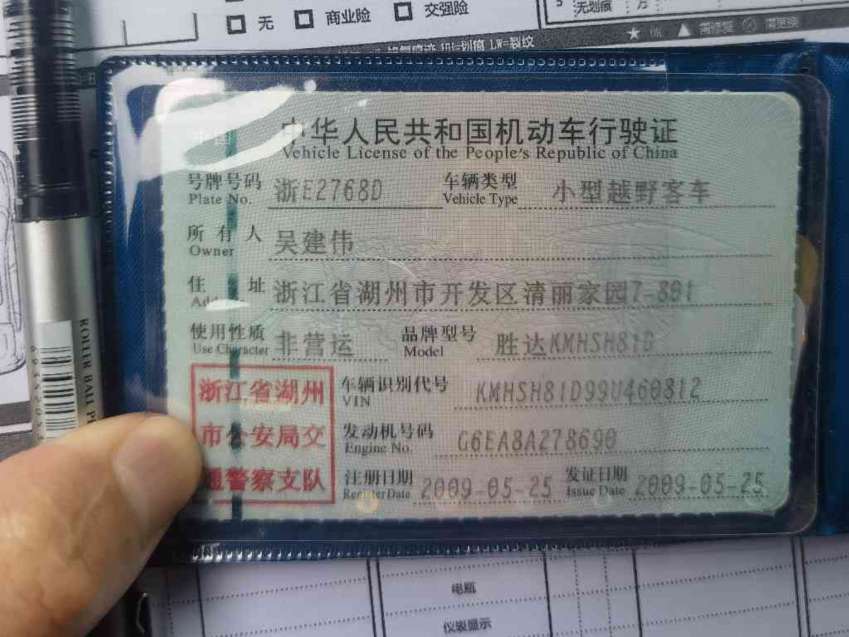 无 商业险 交强险
无划痕
中华人民共和国机动车行驶证
Vehicle License of the People's Republic of China
号牌号码 浙E2768D 车辆类型 小型越野客车
Plate No. Vehicle Type
所有人 吴建伟
Owner
住址 浙江省湖州市开发区清丽家园7-801
使用性质 非营运 品牌型号 胜达KMHSH81D
Use Character Model
浙江省湖州 车辆识别代号 KMHSH81D99U460812
VIN
市公安局交 发动机号码 G6EA8A278690
Engine No.
通警察支队 注册日期 2009-05-25 发证日期 2009-05-25
Register Date Issue Date
ROLLER BALL
电瓶
仪表显示